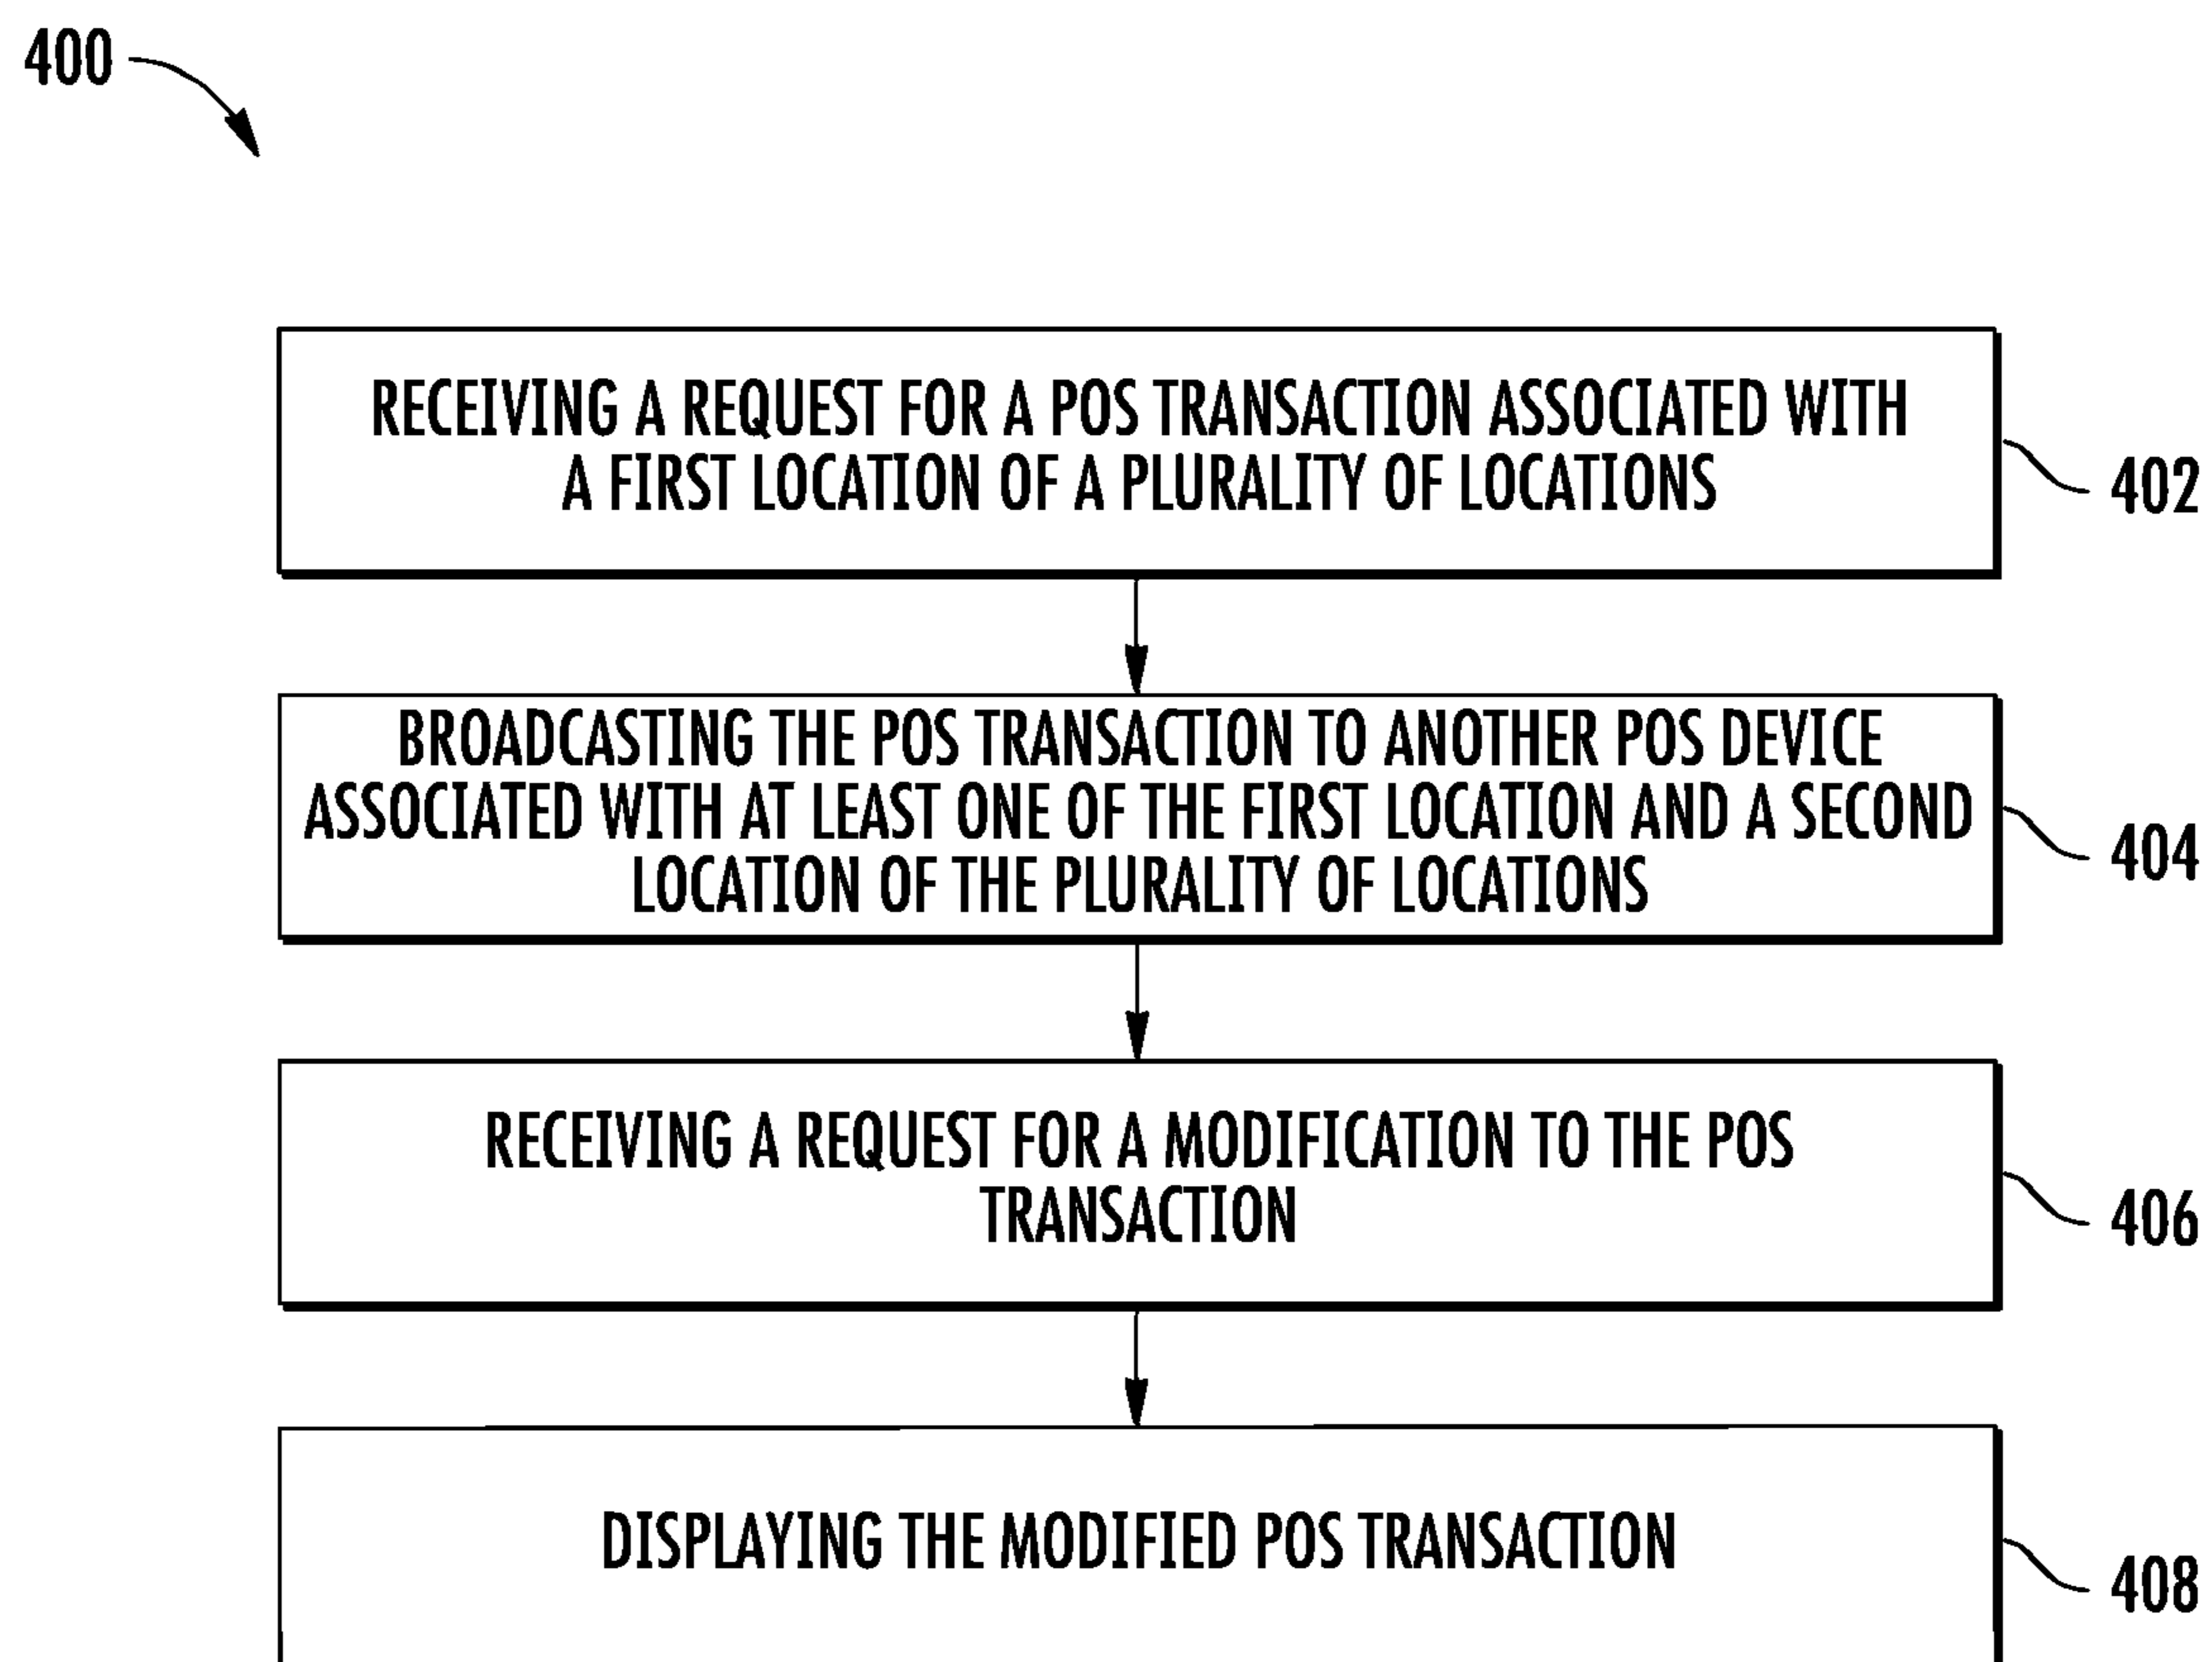 400
RECEIVING A REQUEST FOR A POS TRANSACTION ASSOCIATED WITH
A FIRST LOCATION OF A PLURALITY OF LOCATIONS
402
BROADCASTING THE POS TRANSACTION TO ANOTHER POS DEVICE
ASSOCIATED WITH AT LEAST ONE OF THE FIRST LOCATION AND A SECOND
LOCATION OF THE PLURALITY OF LOCATIONS
404
RECEIVING A REQUEST FOR A MODIFICATION TO THE POS
TRANSACTION
406
DISPLAYING THE MODIFIED POS TRANSACTION
408